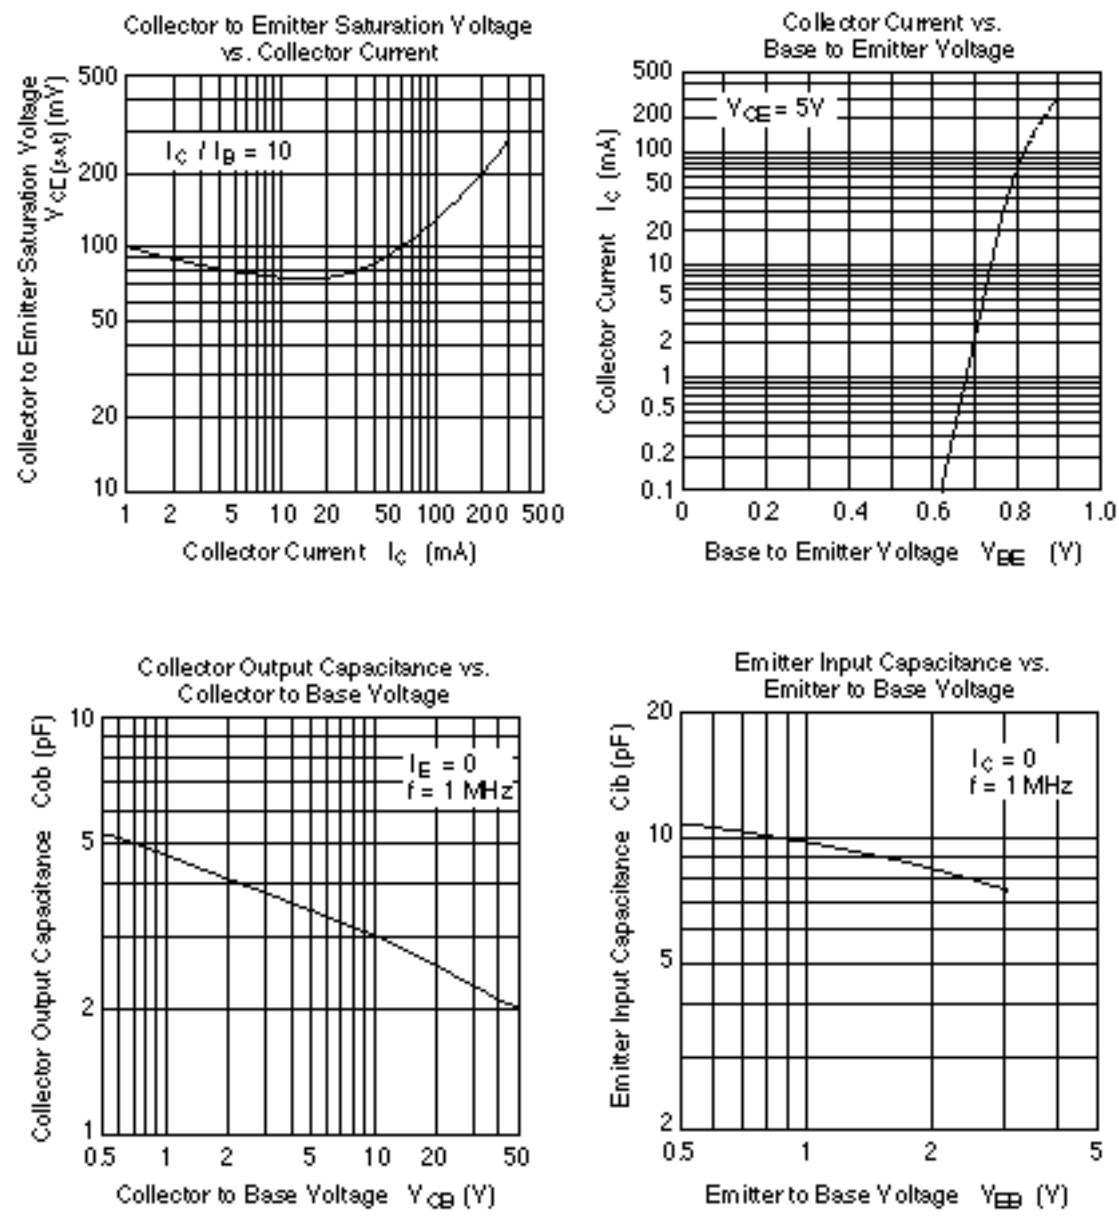 Collector to Emitter Saturation Voltage
vs. Collector Current
Collector to Emitter Saturation Voltage
VCE(sat) (mV)
500
200
100
50
20
10
IC / IB = 10
1 2 5 10 20 50 100 200 500
Collector Current IC (mA)
Collector Current vs.
Base to Emitter Voltage
Collector Current IC (mA)
500
200
100
50
20
10
5
2
1
0.5
0.2
0.1
VCE = 5V
0 0.2 0.4 0.6 0.8 1.0
Base to Emitter Voltage VBE (V)
Collector Output Capacitance vs.
Collector to Base Voltage
Collector Output Capacitance Cob (pF)
10
5
2
1
IE = 0
f = 1 MHz
0.5 1 2 1 10 20 50
Collector to Base Voltage VCB (V)
Emitter Input Capacitance vs.
Emitter to Base Voltage
Emitter Input Capacitance Cib (pF)
20
10
5
2
IC = 0
f = 1 MHz
0.5 1 2 5
Emitter to Base Voltage VEB (V)